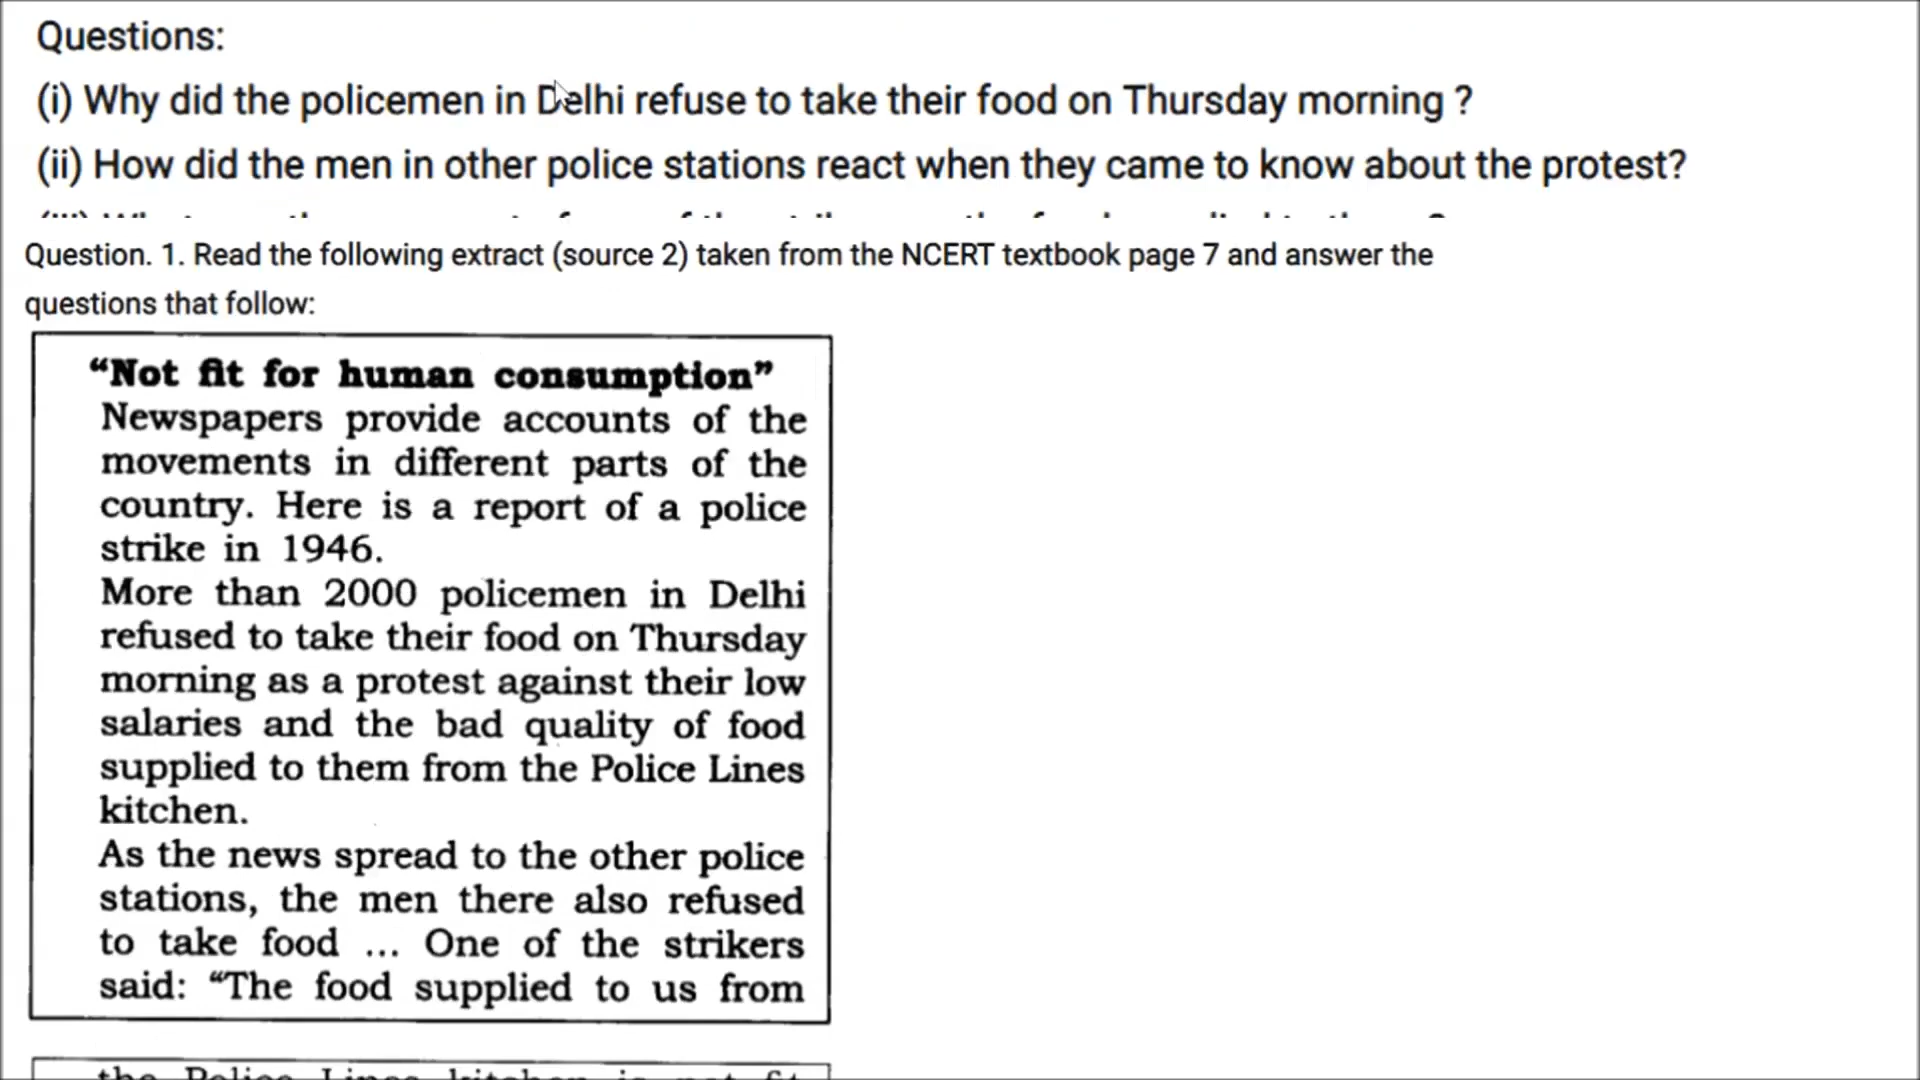 Questions:
(i) Why did the policemen in Delhi refuse to take their food on Thursday morning ?
(ii) How did the men in other police stations react when they came to know about the protest?
Question. 1. Read the following extract (source 2) taken from the NCERT textbook page 7 and answer the
questions that follow:
“Not fit for human consumption”
Newspapers provide accounts of the
movements in different parts of the
country. Here is a report of a police
strike in 1946.
More than 2000 policemen in Delhi
refused to take their food on Thursday
morning as a protest against their low
salaries and the bad quality of food
supplied to them from the Police Lines
kitchen.
As the news spread to the other police
stations, the men there also refused
to take food ... One of the strikers
said: “The food supplied to us from
the Police Lines kitchen is not fit